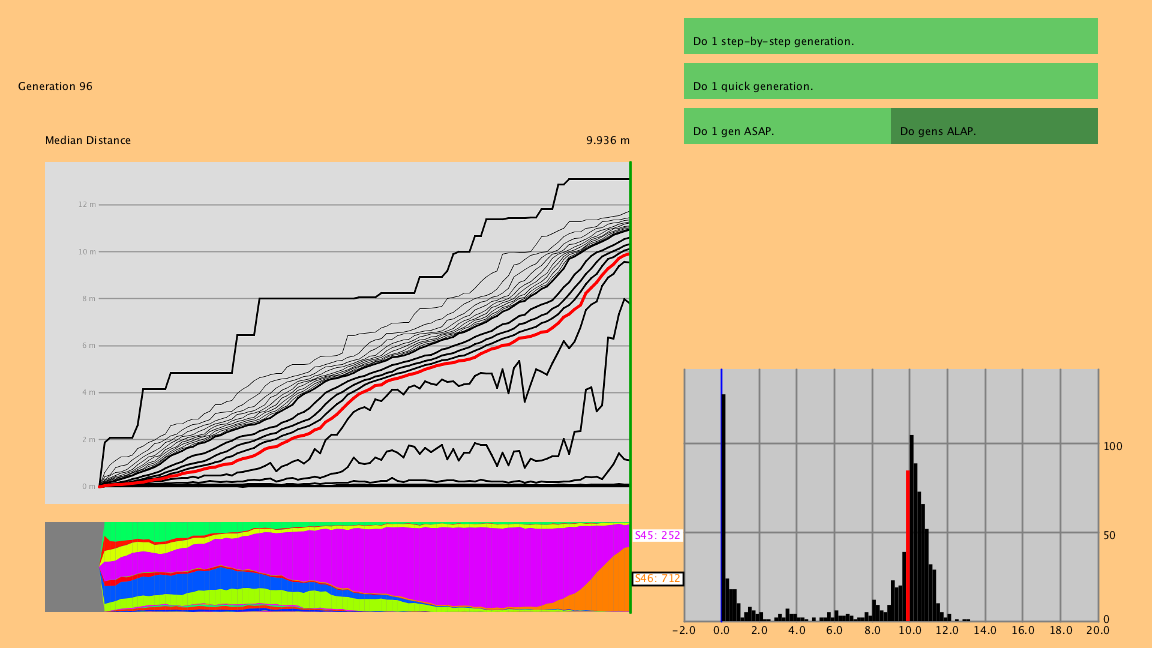 Do 1 step-by-step generation.
Generation 96
Do 1 quick generation.
Do 1 gen ASAP. Do gens ALAP.
Median Distance 9.936 m
12 m
10 m
8 m
6 m
4 m
2 m
0 m
100
50
0
S45: 252
S46: 712
-2.0 0.0 2.0 4.0 6.0 8.0 10.0 12.0 14.0 16.0 18.0 20.0